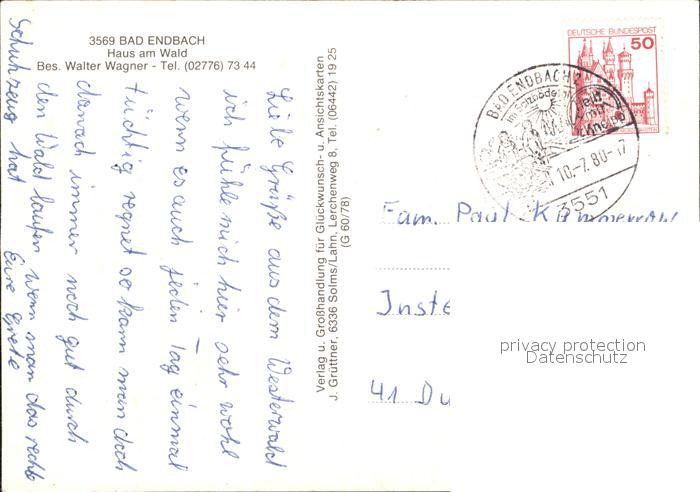 3569 BAD ENDBACH
Haus am Wald
Bes. Walter Wagner - Tel. (02776) 73 44
Liebe Grüße aus dem Westerwald
ich fühle mich hier sehr wohl
wenn es auch jeden Tag einmal
tüchtig regnet so kann man doch
danach immer noch gut durch
den Wald laufen wenn man das rechte
Schuhzeug hat Eure Grete
Verlag u. Großhandlung für Glückwunsch- u. Ansichtskarten
J. Grüttner, 6336 Solms/Lahn, Lerchenweg 8, Tel. (06442) 19 25
(G 60/78)
DEUTSCHE BUNDESPOST
50
BAD ENDBACH
10.-7.80-17
3551
Fam. Paul Kümmerow
Inste
41 Du
privacy protection
Datenschutz